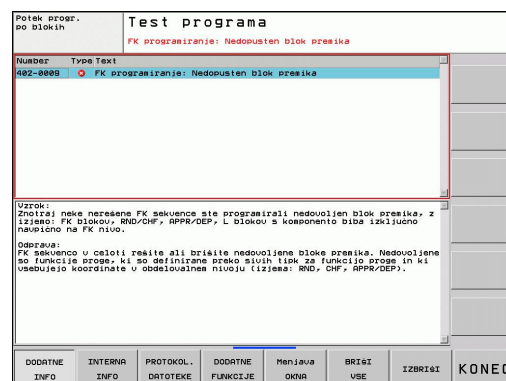 Potek progr.
po blokih
Test programa
FK programiranje: Nedopusten blok premika
Number Type Text
402-0009 FK programiranje: Nedopusten blok premika
Vzrok:
Znotraj neke nerešene FK sekvence ste programirali nedovoljen blok premika, z
izjemo: FK blokov, RND/CHF, APPR/DEP, L blokov s komponento biba izključno
navpično na FK nivo.
Odprava:
FK sekvenco v celoti rešite ali brišite nedovoljene bloke premika. Nedovoljene
so funkcije proge, ki so definirane preko sivih tipk za funkcijo proge in ki
vsebujejo koordinate v obdelovalnem nivoju (izjema: RND, CHF, APPR/DEP).
DODATNE INFO
INTERNA INFO
PROTOKOL. DATOTEKE
DODATNE FUNKCIJE
Menjava OKNA
BRIŠI VSE
IZBRIŠI
KONEC